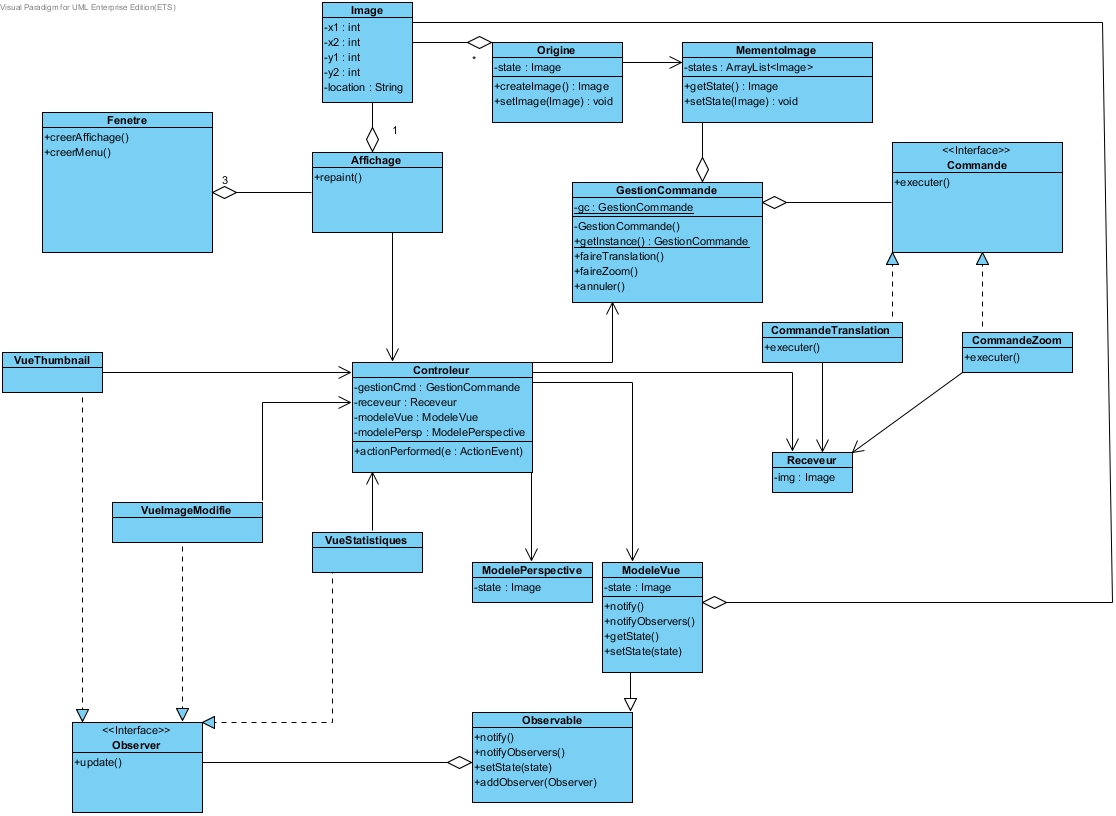 Visual Paradigm for UML Enterprise Edition(ETS)
Image
-x1 : int
-x2 : int
-y1 : int
-y2 : int
-location : String
*
Origine
-state : Image
+createImage() : Image
+setImage(Image) : void
MementoImage
-states : ArrayList<Image>
+getState() : Image
+setState(Image) : void
Fenetre
+creerAffichage()
+creerMenu()
3
1
Affichage
+repaint()
<<Interface>>
Commande
+executer()
GestionCommande
-gc : GestionCommande
-GestionCommande()
+getInstance() : GestionCommande
+faireTranslation()
+faireZoom()
+annuler()
CommandeTranslation
+executer()
CommandeZoom
+executer()
VueThumbnail
Controleur
-gestionCmd : GestionCommande
-receveur : Receveur
-modeleVue : ModeleVue
-modelePersp : ModelePerspective
+actionPerformed(e : ActionEvent)
Receveur
-img : Image
VueImageModifie
VueStatistiques
ModelePerspective
-state : Image
ModeleVue
-state : Image
+notify()
+notifyObservers()
+getState()
+setState(state)
<<Interface>>
Observer
+update()
Observable
+notify()
+notifyObservers()
+setState(state)
+addObserver(Observer)